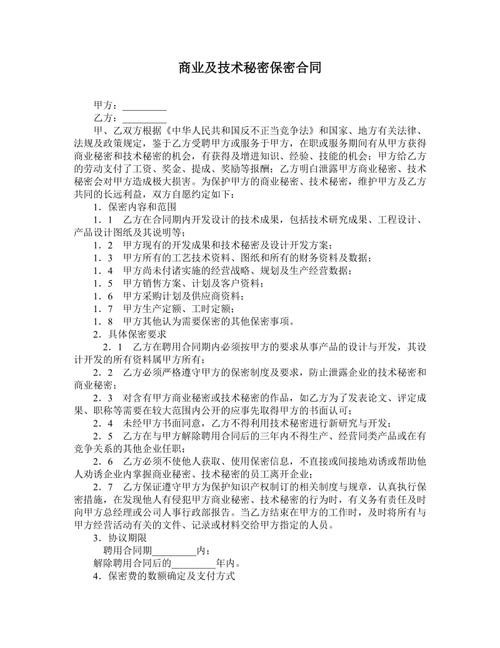 商业及技术秘密保密合同
甲方：_________
乙方：_________
甲、乙双方根据《中华人民共和国反不正当竞争法》和国家、地方有关法律、
法规及政策规定，鉴于乙方受聘甲方或服务于甲方，在职或服务期间有从甲方获得
商业秘密和技术秘密的机会，有获得及增进知识、经验、技能的机会；甲方给乙方
的劳动支付了工资、奖金、提成、奖励等报酬；乙方明白泄露甲方商业秘密、技术
秘密会对甲方造成极大损害。为保护甲方的商业秘密、技术秘密，维护甲方及乙方
共同的长远利益，双方自愿约定如下：
1．保密内容和范围
1．1　乙方在合同期内开发设计的技术成果，包括技术研究成果、工程设计、
产品设计图纸及其说明等；
1．2　甲方现有的开发成果和技术秘密及设计开发方案；
1．3　甲方所有的工艺技术资料、图纸和所有的财务资料及数据；
1．4　甲方尚未付诸实施的经营战略、规划及生产经营数据；
1．5　甲方销售方案、计划及客户资料；
1．6　甲方采购计划及供应商资料；
1．7　甲方生产定额、工时定额；
1．8　甲方其他认为需要保密的其他保密事项。
2．具体保密要求
2．1　乙方在聘用合同期内必须按甲方的要求从事产品的设计与开发，其设
计开发的所有资料属甲方所有；
2．2　乙方必须严格遵守甲方的保密制度及要求，防止泄露企业的技术秘密和
商业秘密；
2．3　对含有甲方商业秘密或技术秘密的作品，如乙方为了发表论文、评定成
果、职称等需要在较大范围内公开的应事先取得甲方的书面认可；
2．4　未经甲方书面同意，乙方不得利用技术秘密进行新研究与开发；
2．5　乙方在与甲方解除聘用合同后的三年内不得生产、经营同类产品或在有
竞争关系的其他企业任职；
2．6　乙方必须不使他人获取、使用保密信息，不直接或间接地劝诱或帮助他
人劝诱企业内掌握商业秘密、技术秘密的员工离开企业；
2．7　乙方保证遵守甲方为保护知识产权制订的相关制度与规章，认真执行保
密措施，在发现他人有侵犯甲方商业秘密、技术秘密的行为时，有义务有责任及时
向甲方总经理或公司人事行政部报告。当乙方结束在甲方的工作时，及时将所有与
甲方经营活动有关的文件、记录或材料交给甲方指定的人员。
3．协议期限
聘用合同期_________内；
解除聘用合同后的_________年内。
4．保密费的数额确定及支付方式